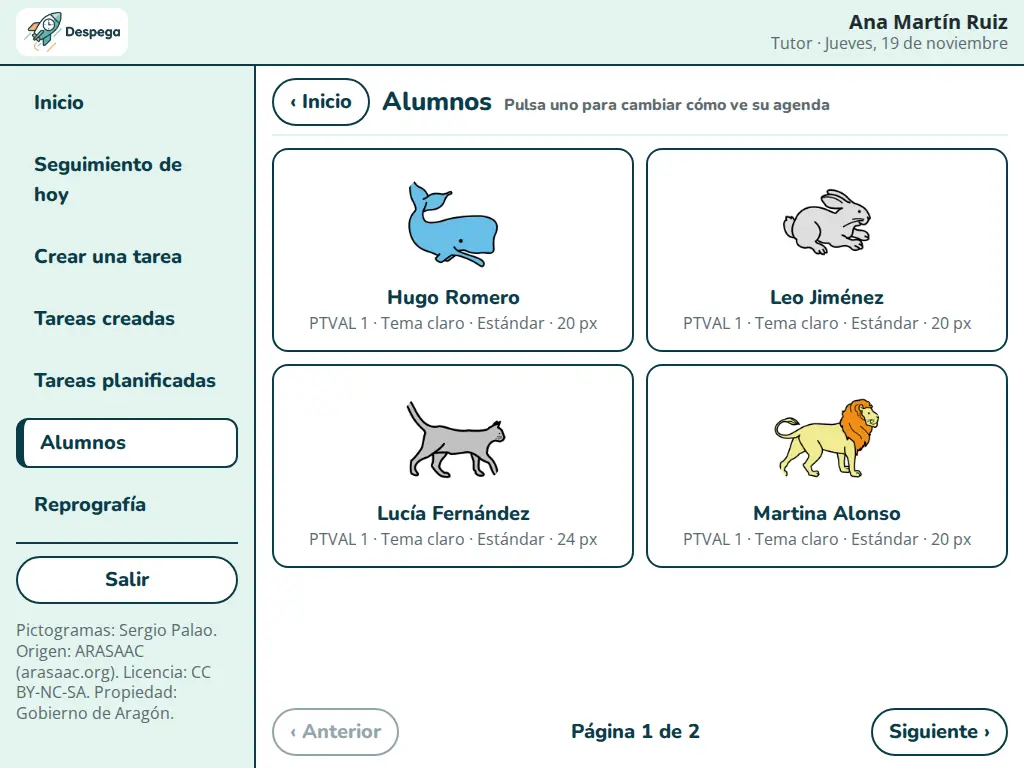 Despega
Ana Martín Ruiz
Tutor · Jueves, 19 de noviembre
Inicio
Seguimiento de
hoy
Crear una tarea
Tareas creadas
Tareas planificadas
Alumnos
Reprografía
Salir
Pictogramas: Sergio Palao.
Origen: ARASAAC
(arasaac.org). Licencia: CC
BY-NC-SA. Propiedad:
Gobierno de Aragón.
‹ Inicio
Alumnos
Pulsa uno para cambiar cómo ve su agenda
Hugo Romero
PTVAL 1 · Tema claro · Estándar · 20 px
Leo Jiménez
PTVAL 1 · Tema claro · Estándar · 20 px
Lucía Fernández
PTVAL 1 · Tema claro · Estándar · 24 px
Martina Alonso
PTVAL 1 · Tema claro · Estándar · 20 px
‹ Anterior
Página 1 de 2
Siguiente ›